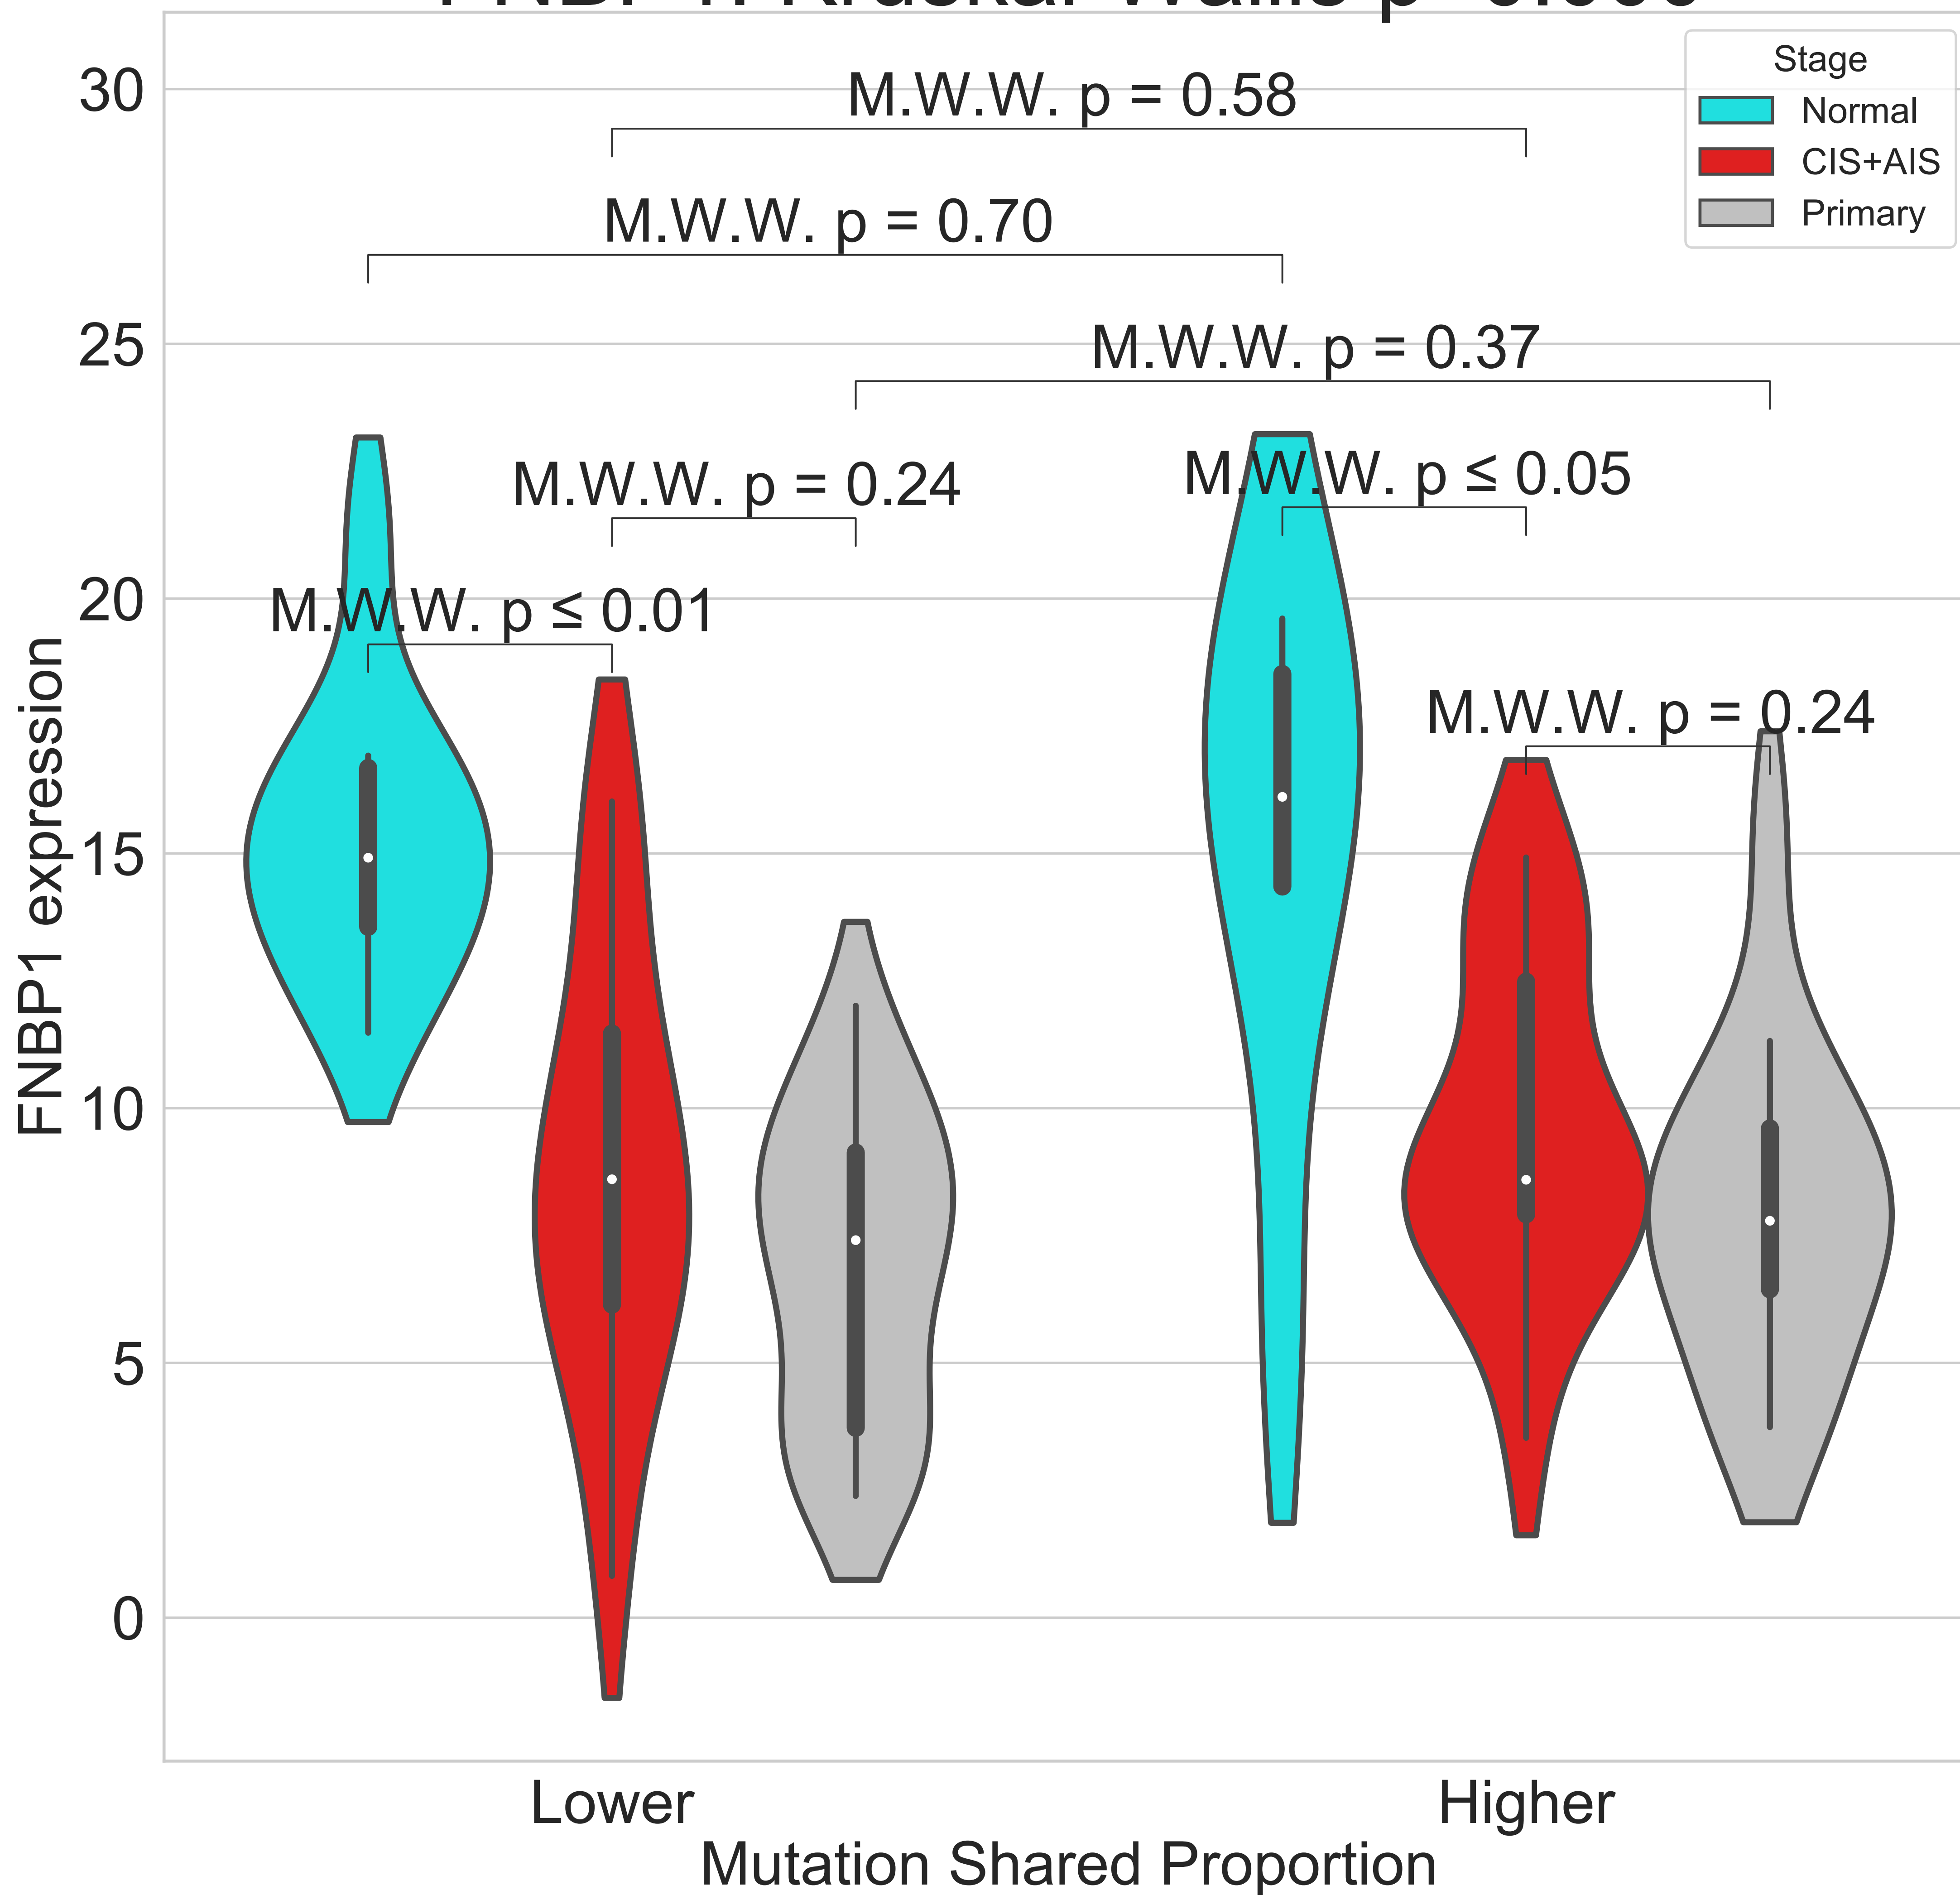 30
25
20
15
10
5
0
FNBP1 expression
Stage
Normal
CIS+AIS
Primary
M.W.W. p = 0.58
M.W.W. p = 0.70
M.W.W. p = 0.37
M.W.W. p = 0.24
M.W.W. p ≤ 0.05
M.W.W. p ≤ 0.01
M.W.W. p = 0.24
Lower
Higher
Mutation Shared Proportion